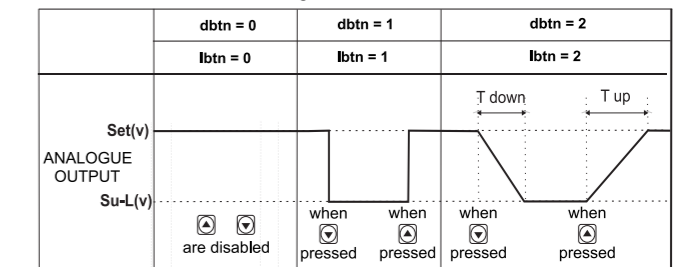 dbtn = 0 dbtn = 1 dbtn = 2
lbtn = 0 lbtn = 1 lbtn = 2
T down T up
Set(v)
ANALOGUE
OUTPUT
Su-L(v)
when when when when
are disabled
pressed pressed pressed pressed